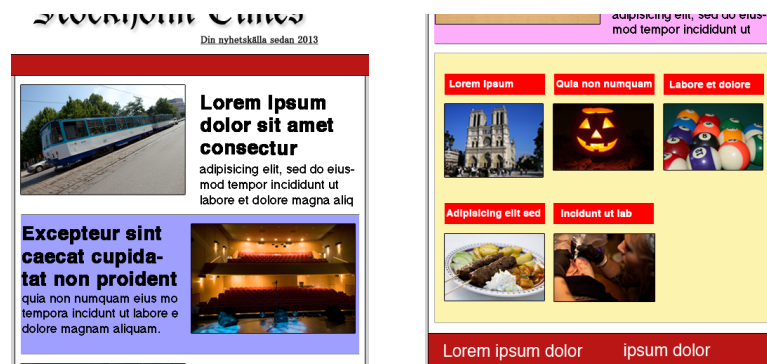 Stockholm Times
Din nyhetskälla sedan 2013
Lorem Ipsum
dolor sit amet
consectur
adipisicing elit, sed do eius-
mod tempor incididunt ut
labore et dolore magna aliq
Excepteur sint
caecat cupida-
tat non proident
quia non numquam eius mo
tempora incidunt ut labore e
dolore magnam aliquam.
adipisicing elit, sed do eius-
mod tempor incididunt ut
Lorem Ipsum
Quia non numquam
Labore et dolore
Adipisicing elit sed
Incidunt ut lab
Lorem ipsum dolor
ipsum dolor